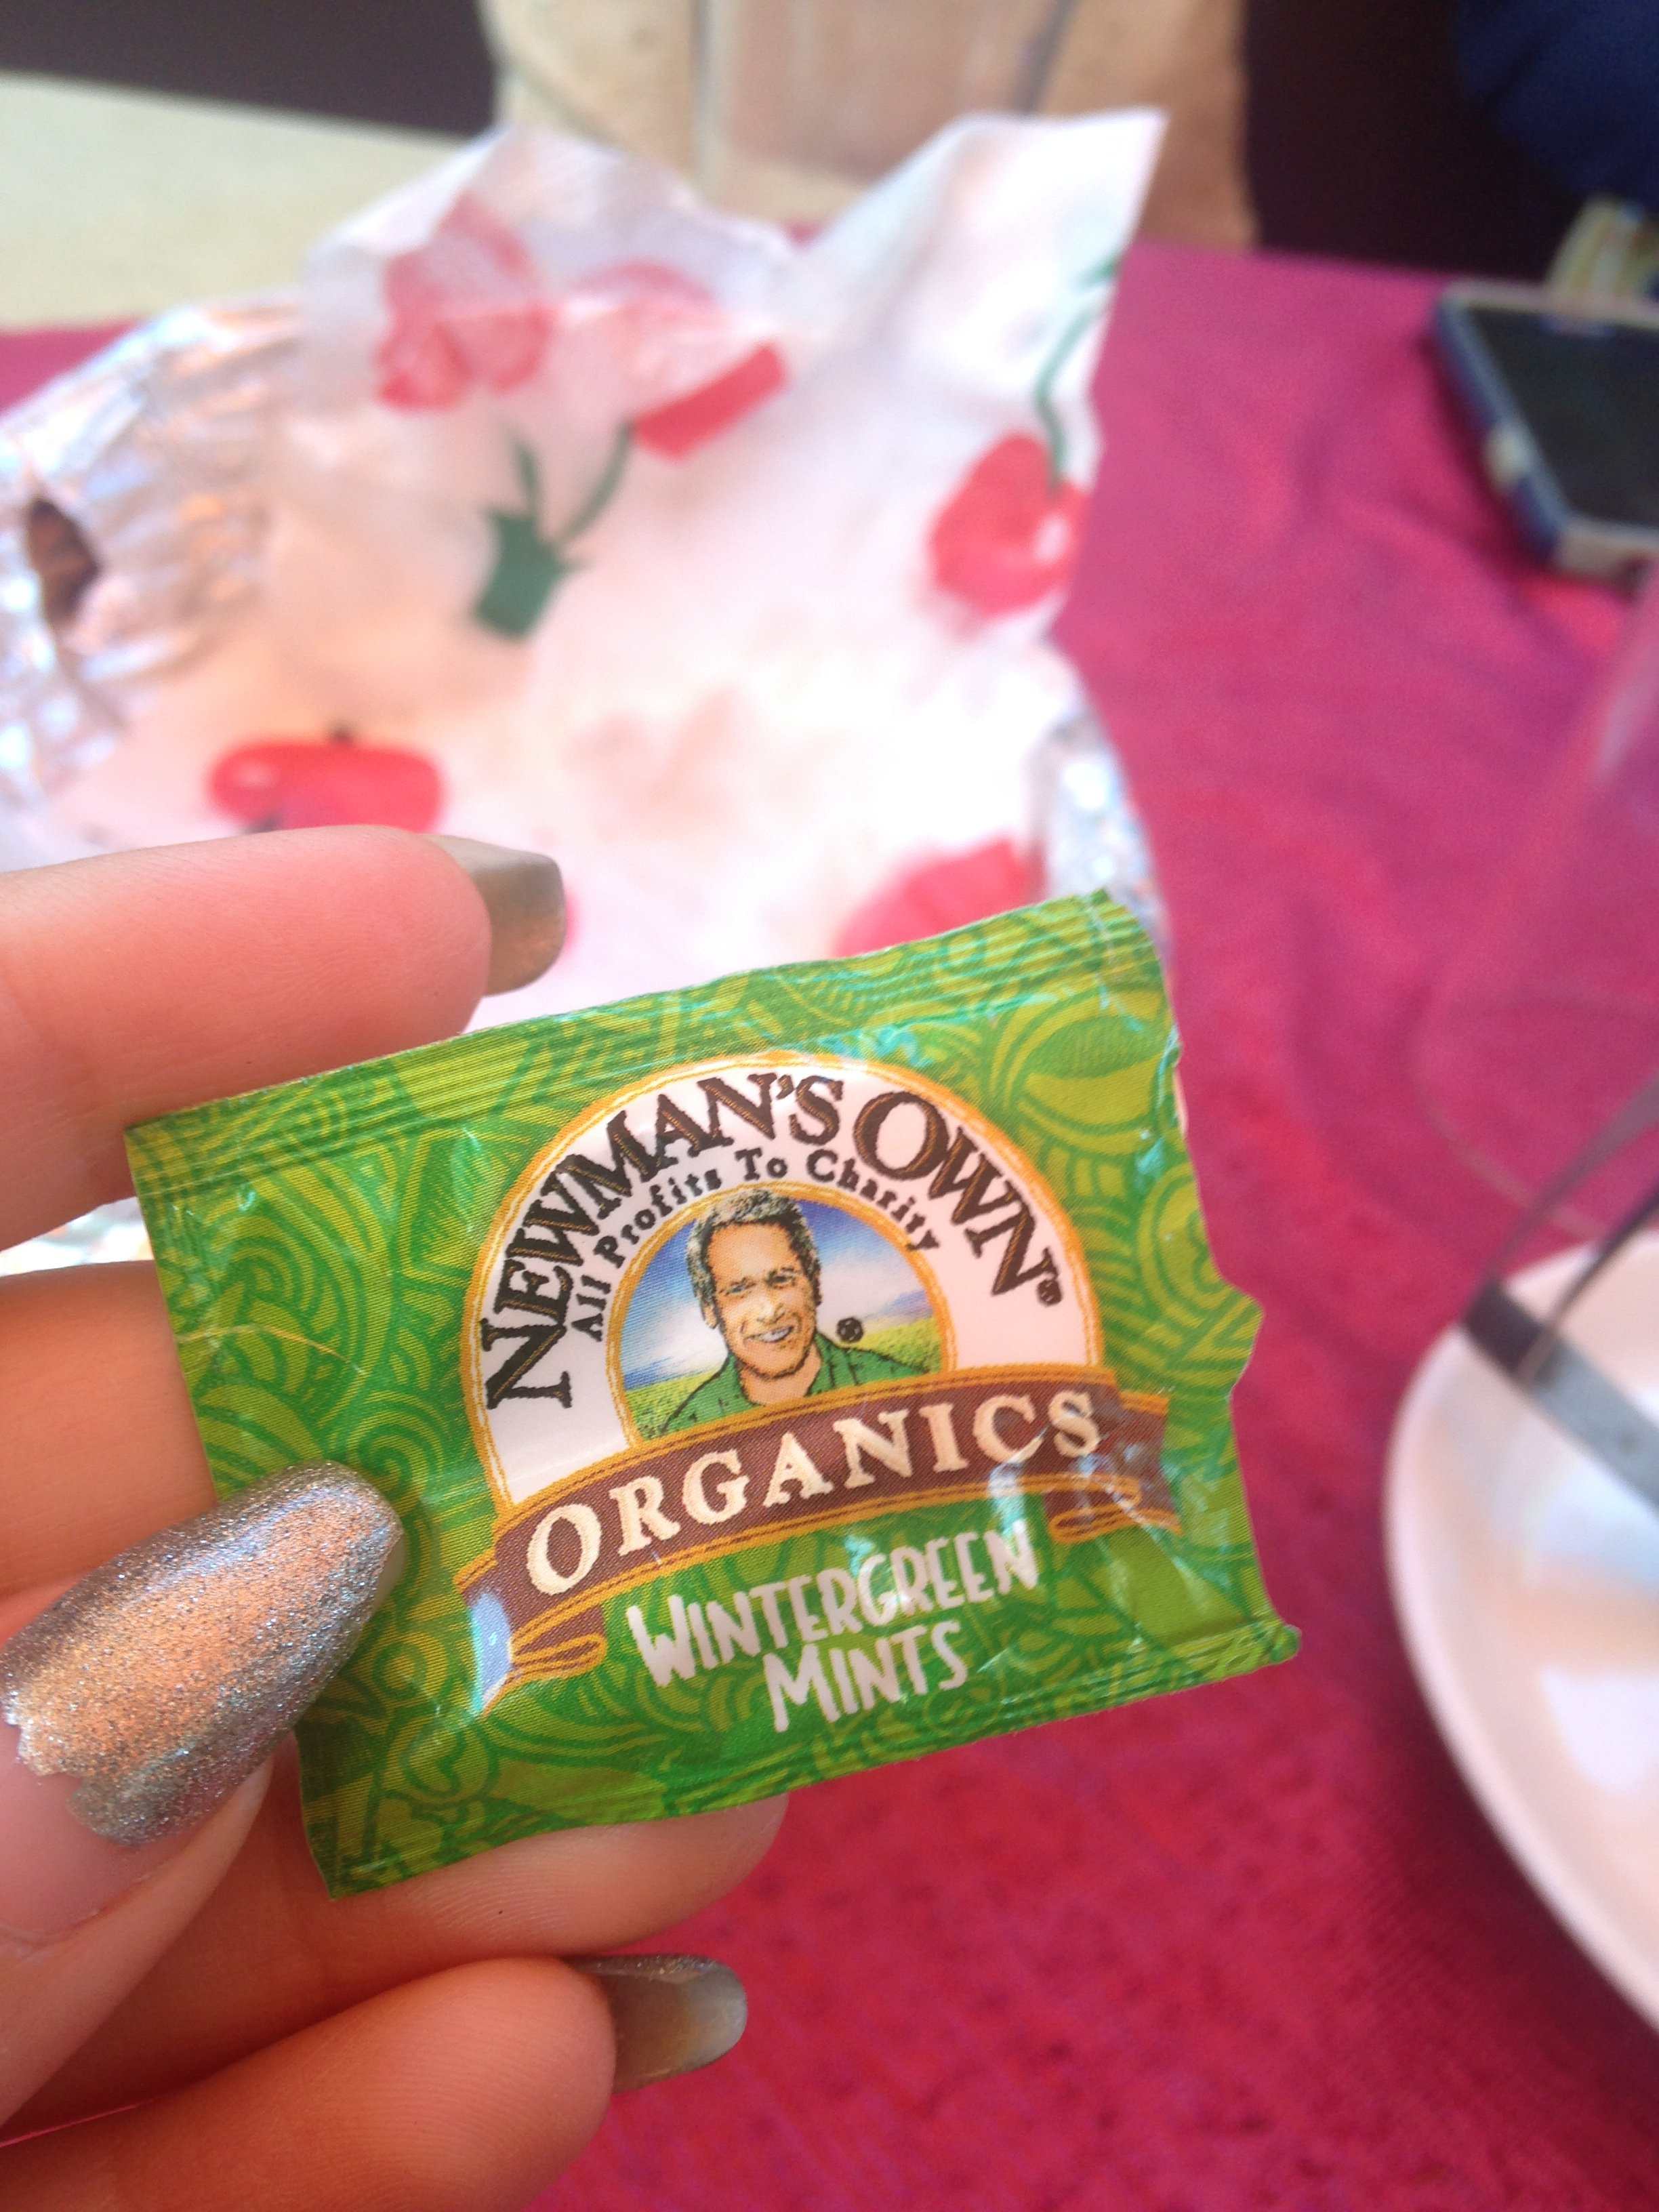 NEWMAN'S OWN®
All Profits To Charity
®
ORGANICS
WINTERGREEN
MINTS